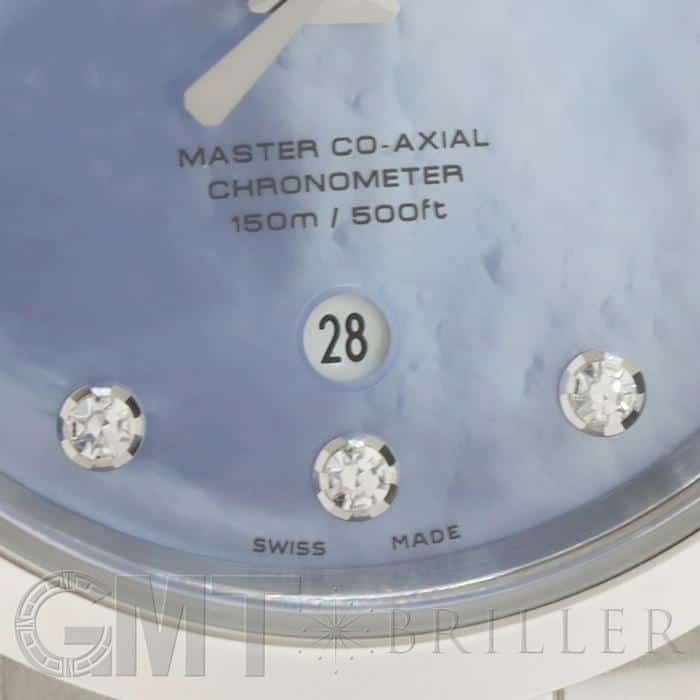 MASTER CO-AXIAL
CHRONOMETER
150m / 500ft
28
SWISS MADE
GMT BRILLER